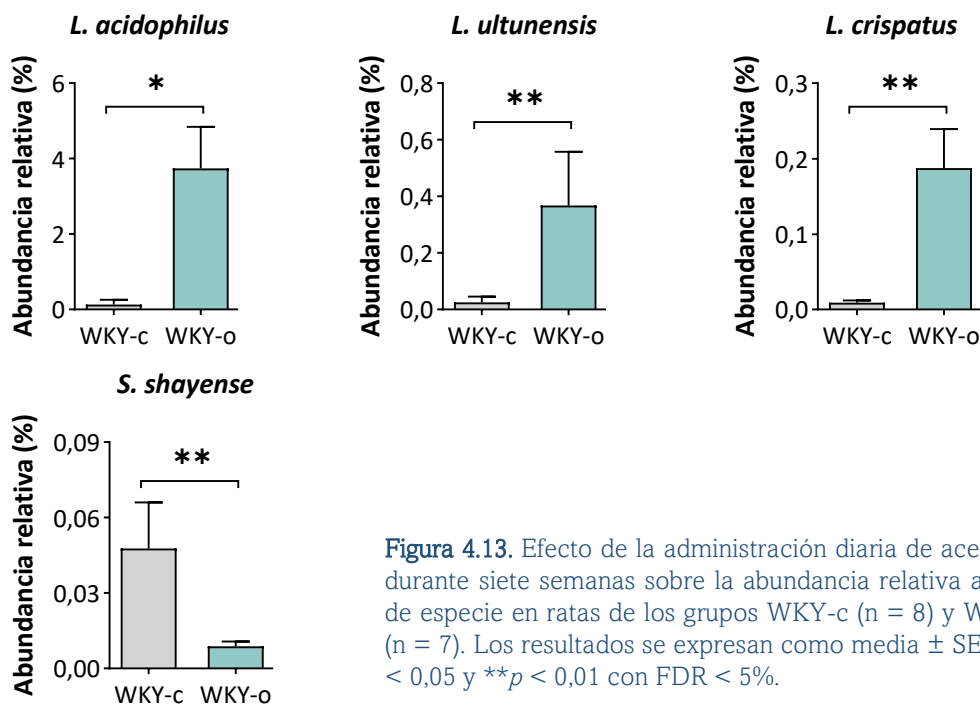 L. acidophilus
Abundancia relativa (%)
6
4
2
0
*
WKY-c WKY-o
L. ultunensis
Abundancia relativa (%)
0,8
0,6
0,4
0,2
0,0
**
WKY-c WKY-o
L. crispatus
Abundancia relativa (%)
0,3
0,2
0,1
0,0
**
WKY-c WKY-o
S. shayense
Abundancia relativa (%)
0,09
0,06
0,03
0,00
**
WKY-c WKY-o
Figura 4.13. Efecto de la administración diaria de ace
durante siete semanas sobre la abundancia relativa a
de especie en ratas de los grupos WKY-c (n = 8) y W
(n = 7). Los resultados se expresan como media ± SE
< 0,05 y **p < 0,01 con FDR < 5%.